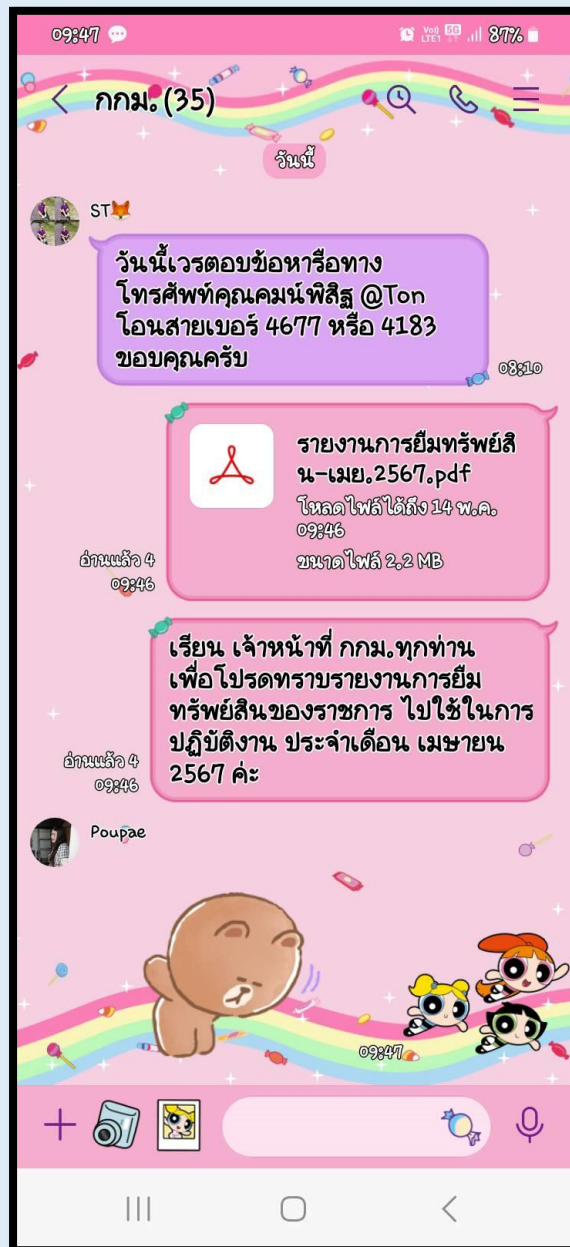 09:47
Vo)) 5G
LTE1
87%
กกม. (35)
วันนี้
ST🦊
วันนี้เวรตอบข้อหารือทาง
โทรศัพท์คุณคมน์พิสิฐ @Ton
โอนสายเบอร์ 4677 หรือ 4183
ขอบคุณครับ
08:10
รายงานการยืมทรัพย์สิ
น-เมย.2567.pdf
โหลดไฟล์ได้ถึง 14 พ.ค.
09:46
ขนาดไฟล์ 2.2 MB
อ่านแล้ว 4
09:46
เรียน เจ้าหน้าที่ กกม.ทุกท่าน
เพื่อโปรดทราบรายงานการยืม
ทรัพย์สินของราชการ ไปใช้ในการ
ปฏิบัติงาน ประจำเดือน เมษายน
2567 ค่ะ
อ่านแล้ว 4
09:46
Poupae
09:47